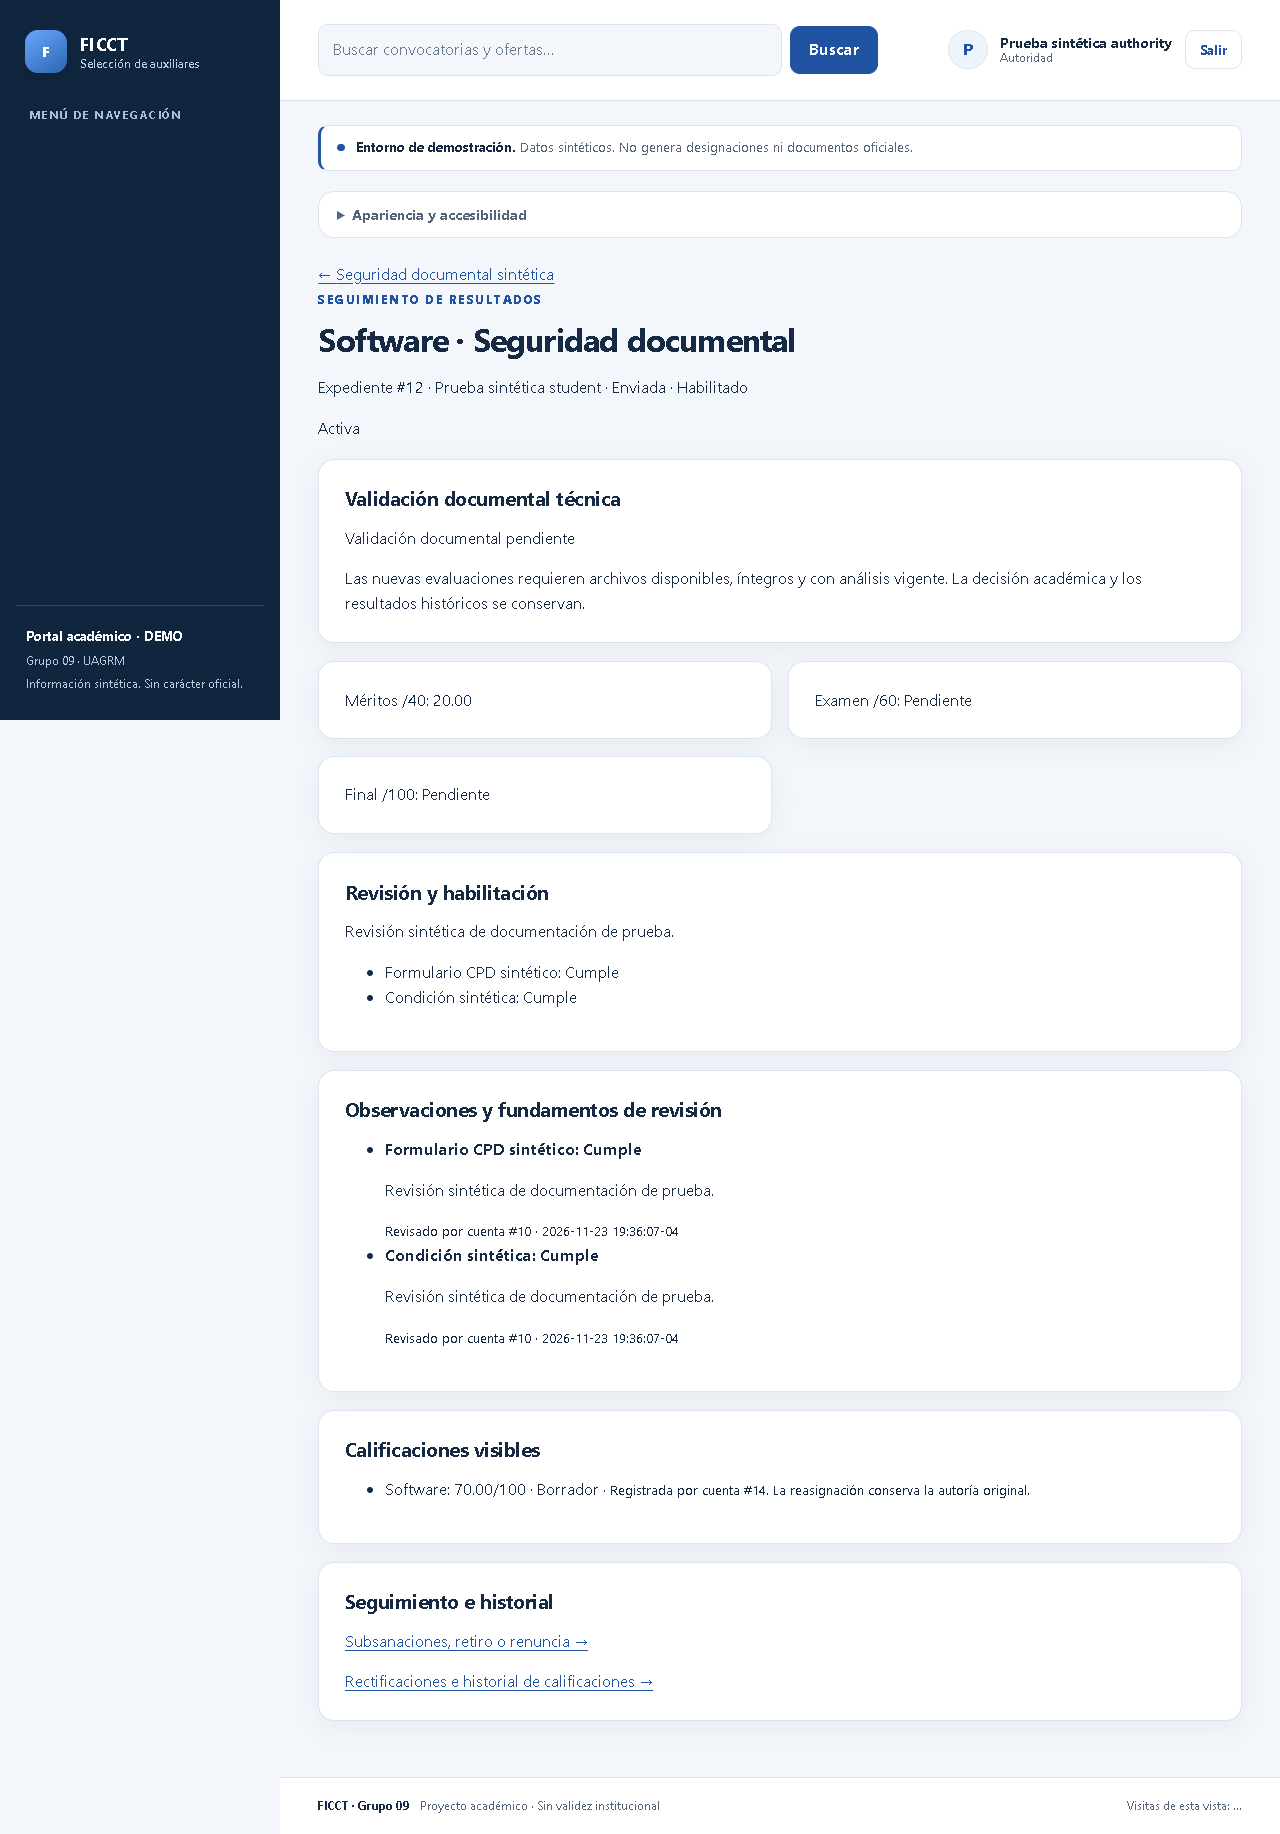 F
FICCT
Selección de auxiliares
MENÚ DE NAVEGACIÓN
Portal académico · DEMO
Grupo 09 · UAGRM
Información sintética. Sin carácter oficial.
Buscar convocatorias y ofertas...
Buscar
P
Prueba sintética authority
Autoridad
Salir
Entorno de demostración. Datos sintéticos. No genera designaciones ni documentos oficiales.
▶ Apariencia y accesibilidad
← Seguridad documental sintética
SEGUIMIENTO DE RESULTADOS
Software · Seguridad documental
Expediente #12 · Prueba sintética student · Enviada · Habilitado
Activa
Validación documental técnica
Validación documental pendiente
Las nuevas evaluaciones requieren archivos disponibles, íntegros y con análisis vigente. La decisión académica y los
resultados históricos se conservan.
Méritos /40: 20.00
Examen /60: Pendiente
Final /100: Pendiente
Revisión y habilitación
Revisión sintética de documentación de prueba.
• Formulario CPD sintético: Cumple
• Condición sintética: Cumple
Observaciones y fundamentos de revisión
• Formulario CPD sintético: Cumple
Revisión sintética de documentación de prueba.
Revisado por cuenta #10 · 2026-11-23 19:36:07-04
• Condición sintética: Cumple
Revisión sintética de documentación de prueba.
Revisado por cuenta #10 · 2026-11-23 19:36:07-04
Calificaciones visibles
• Software: 70.00/100 · Borrador · Registrada por cuenta #14. La reasignación conserva la autoría original.
Seguimiento e historial
Subsanaciones, retiro o renuncia →
Rectificaciones e historial de calificaciones →
FICCT · Grupo 09 Proyecto académico · Sin validez institucional
Visitas de esta vista: ...